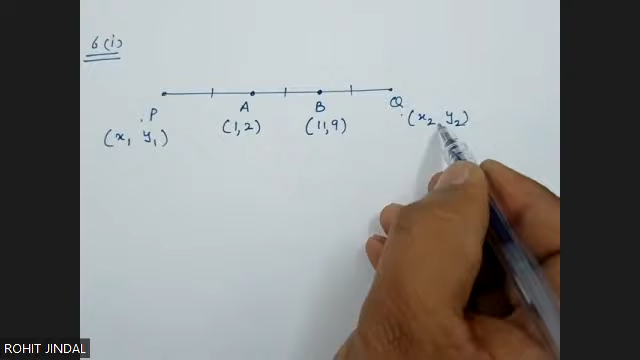 6(i)
P A B Q
(x₁ y₁) (1,2) (11,9) (x₂ y₂)
ROHIT JINDAL